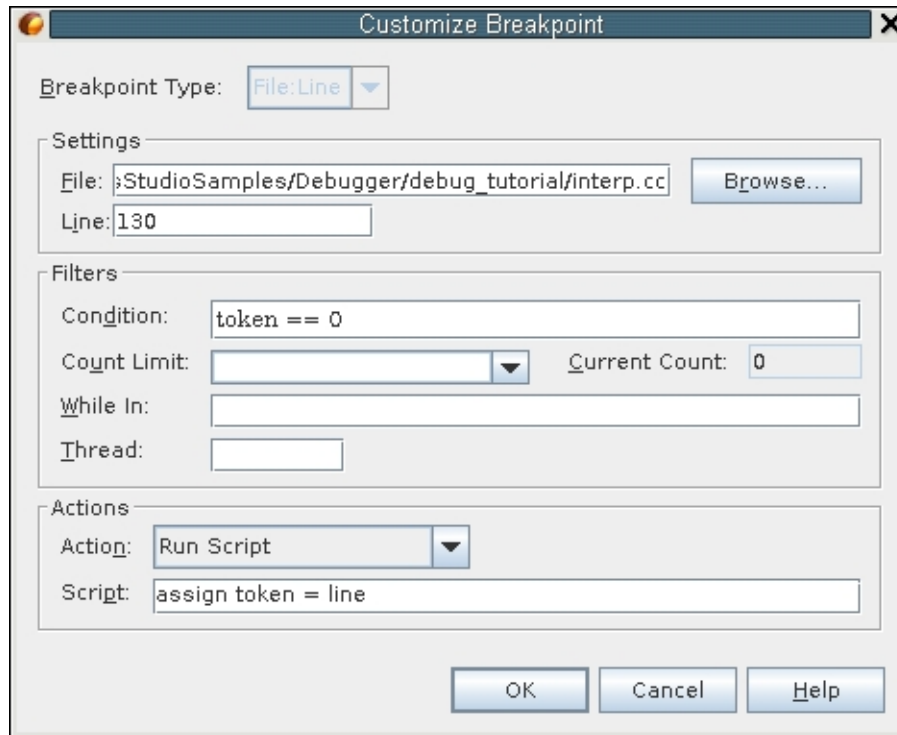 Customize Breakpoint
Breakpoint Type: File:Line
Settings
File: StudioSamples/Debugger/debug_tutorial/interp.cc Browse...
Line: 130
Filters
Condition: token == 0
Count Limit: Current Count: 0
While In:
Thread:
Actions
Action: Run Script
Script: assign token = line
OK Cancel Help